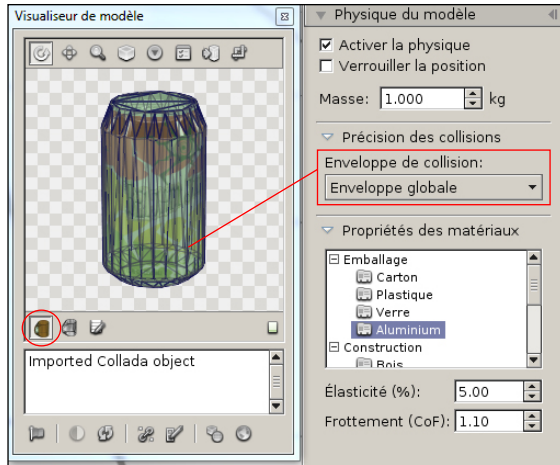 Visualiseur de modèle
Imported Collada object
Physique du modèle
Activer la physique
Verrouiller la position
Masse: 1.000 kg
Précision des collisions
Enveloppe de collision:
Enveloppe globale
Propriétés des matériaux
Emballage
Carton
Plastique
Verre
Aluminium
Construction
Bois
Élasticité (%): 5.00
Frottement (CoF): 1.10